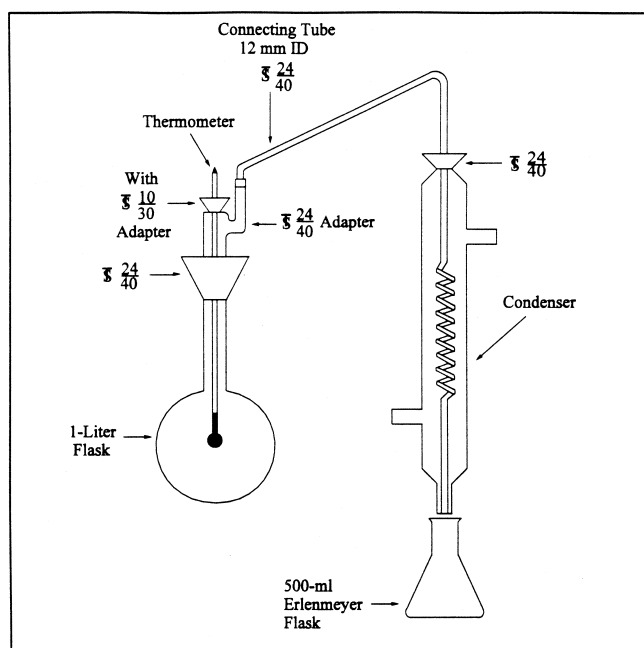 Connecting Tube
12 mm ID
$ 24/40
Thermometer
With
$ 10/30
Adapter
$ 24/40 Adapter
$ 24/40
$ 24/40
Condenser
1-Liter
Flask
500-ml
Erlenmeyer
Flask